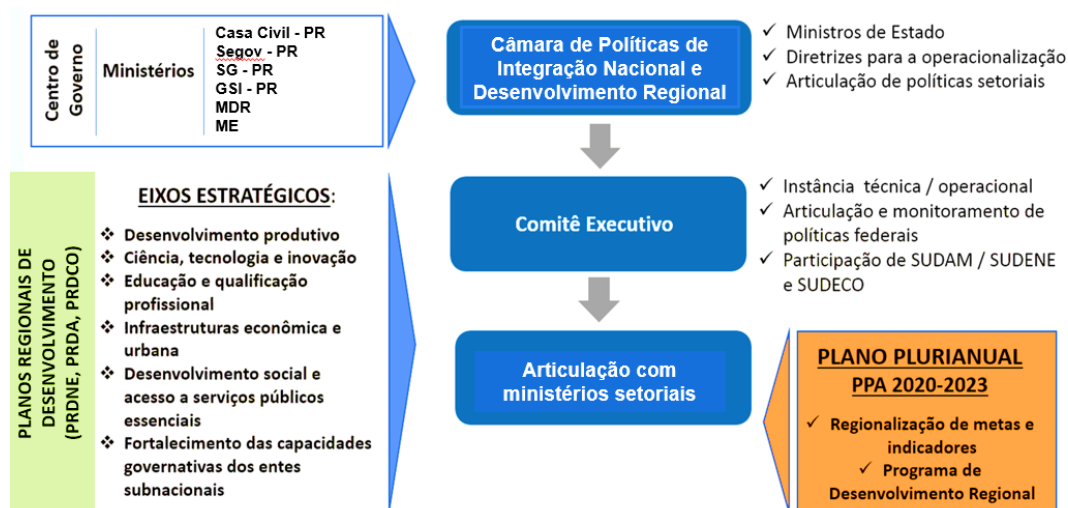 Centro de
Governo
Ministérios
Casa Civil - PR
Segov - PR
SG - PR
GSI - PR
MDR
ME
Câmara de Políticas de
Integração Nacional e
Desenvolvimento Regional
✓ Ministros de Estado
✓ Diretrizes para a operacionalização
✓ Articulação de políticas setoriais
PLANOS REGIONAIS DE
DESENVOLVIMENTO
(PRDNE, PRDA, PRDCO)
EIXOS ESTRATÉGICOS:
❖ Desenvolvimento produtivo
❖ Ciência, tecnologia e inovação
❖ Educação e qualificação
profissional
❖ Infraestruturas econômica e
urbana
❖ Desenvolvimento social e
acesso a serviços públicos
essenciais
❖ Fortalecimento das capacidades
governativas dos entes
subnacionais
Comitê Executivo
✓ Instância técnica / operacional
✓ Articulação e monitoramento de
políticas federais
✓ Participação de SUDAM / SUDENE
e SUDECO
Articulação com
ministérios setoriais
PLANO PLURIANUAL
PPA 2020-2023
✓ Regionalização de metas e
indicadores
✓ Programa de
Desenvolvimento Regional